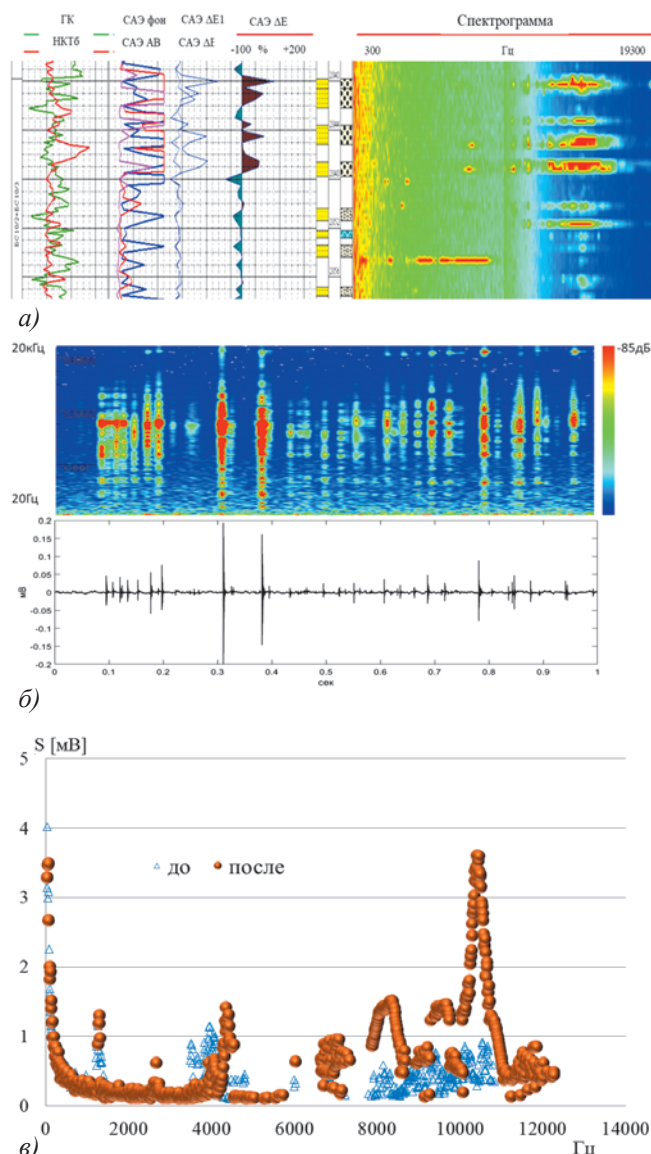 ГК САЭ фон САЭ ΔE1 САЭ ΔE Спектрограмма
НКТб САЭ АВ САЭ ΔE -100 % +200 300 Гц 19300
а)
20кГц -85дБ
20Гц
0.2
0.15
0.1
0.05
0
-0.05
-0.1
-0.15
-0.2
мВ
0 0.1 0.2 0.3 0.4 0.5 0.6 0.7 0.8 0.9 1
сек
б)
S [мВ]
5
4
до после
3
2
1
0
0 2000 4000 6000 8000 10000 12000 14000
Гц
в)